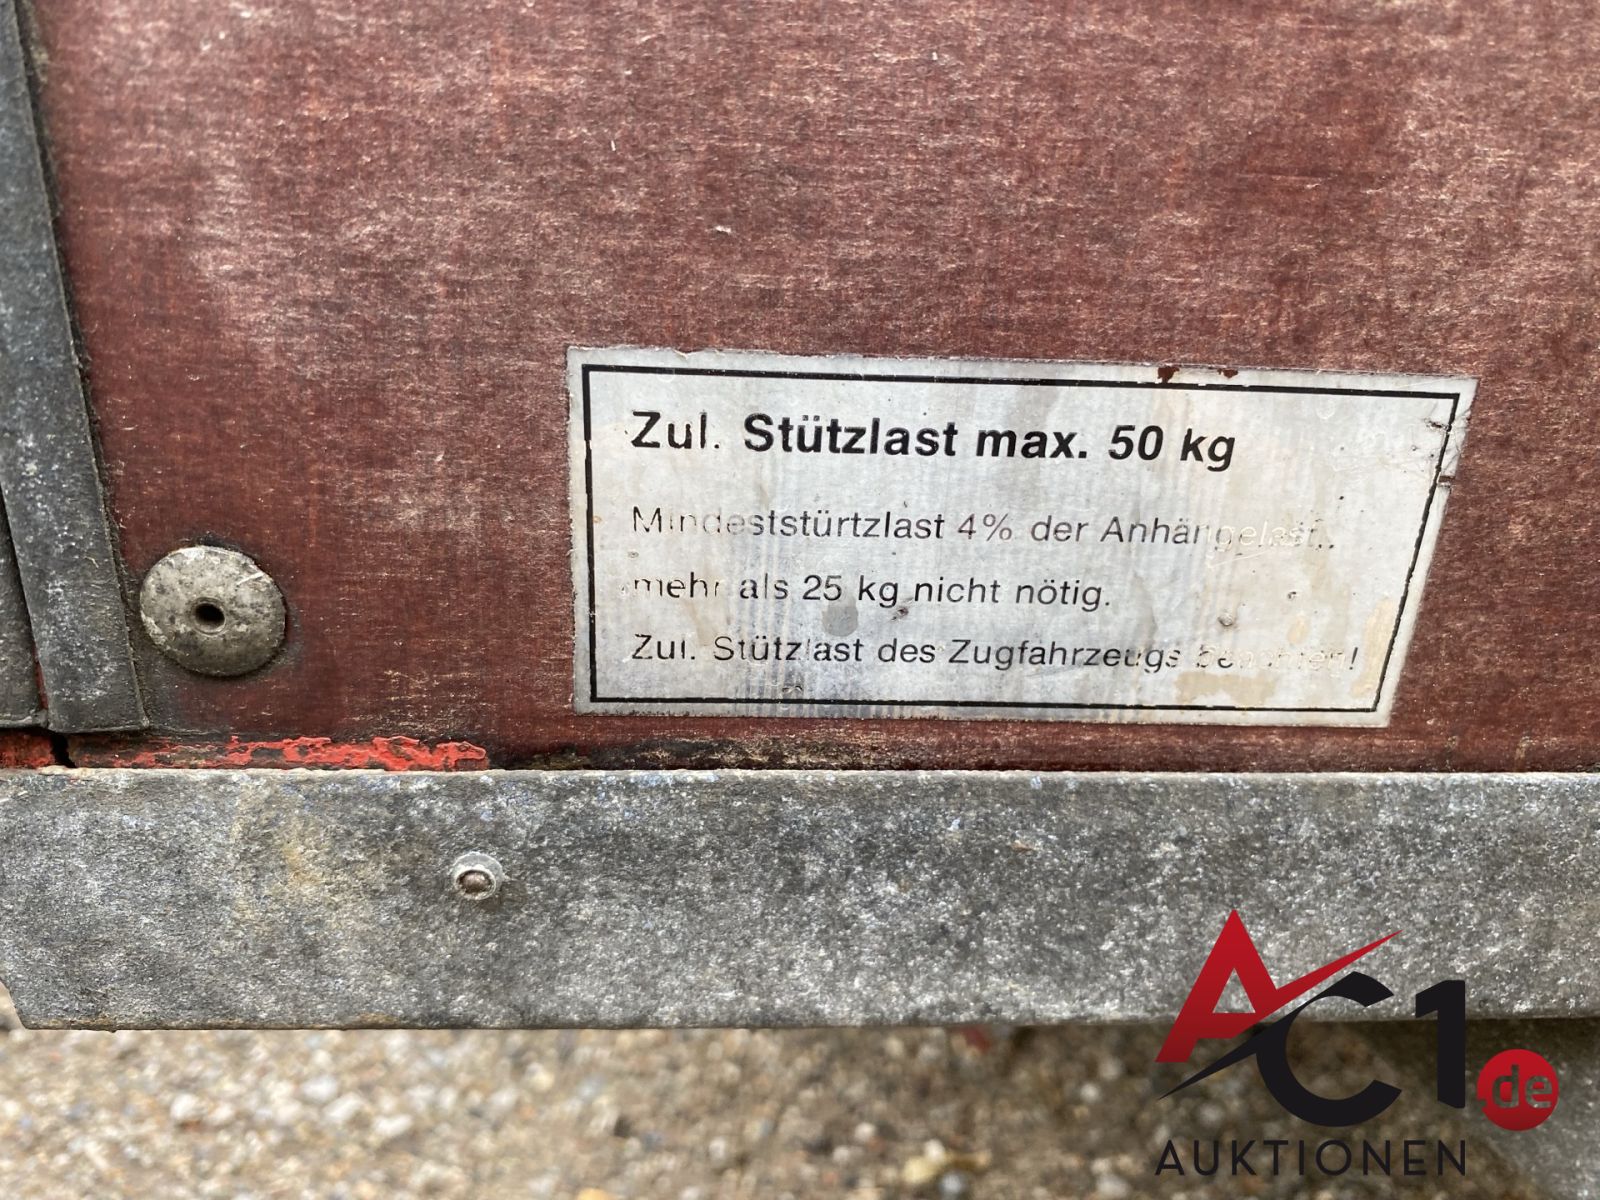 Zul. Stützlast max. 50 kg
Mindeststürtzlast 4% der Anhängelast,
mehr als 25 kg nicht nötig.
Zul. Stützlast des Zugfahrzeugs beachten!
AC1.de
AUKTIONEN